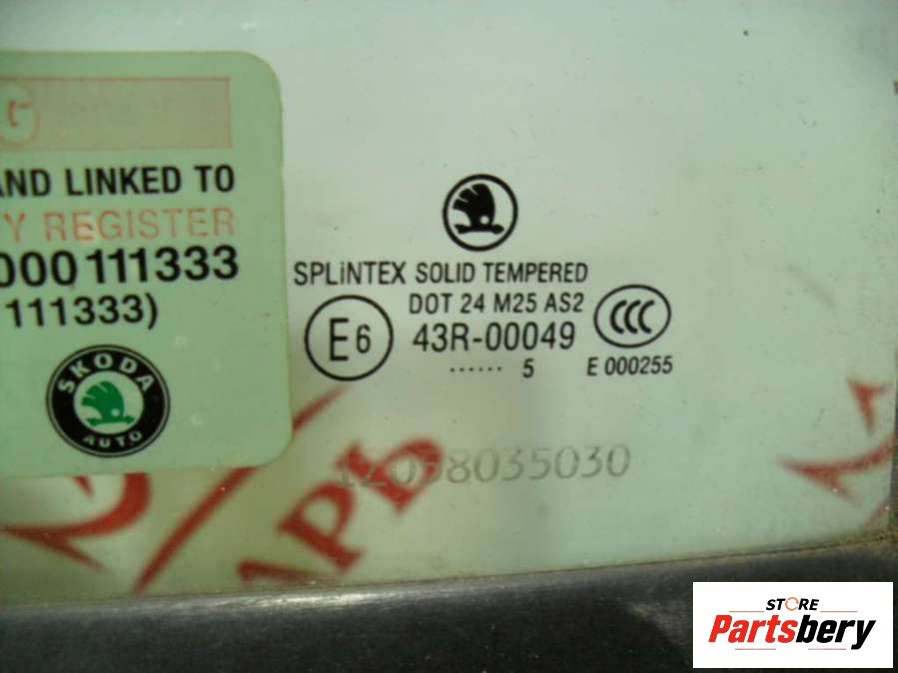 G
AND LINKED TO
Y REGISTER
000111333
111333)
SKODA
AUTO
SPLiNTEX SOLID TEMPERED
DOT 24 M25 AS2
E6
43R-00049
CCC
...... 5
E 000255
АРЬ
STORE
Partsbery